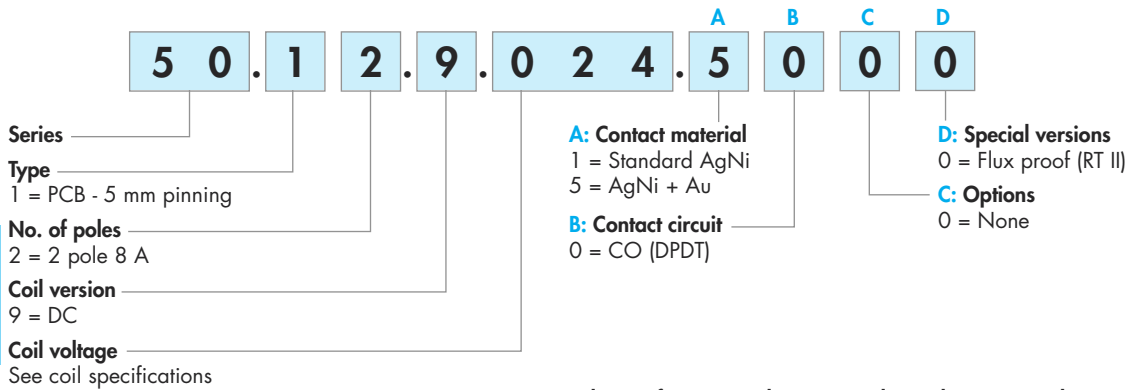 A B C D
5 0 . 1 2 . 9 . 0 2 4 . 5 0 0 0
Series
Type
1 = PCB - 5 mm pinning
No. of poles
2 = 2 pole 8 A
Coil version
9 = DC
Coil voltage
See coil specifications
A: Contact material
1 = Standard AgNi
5 = AgNi + Au
B: Contact circuit
0 = CO (DPDT)
D: Special versions
0 = Flux proof (RT II)
C: Options
0 = None